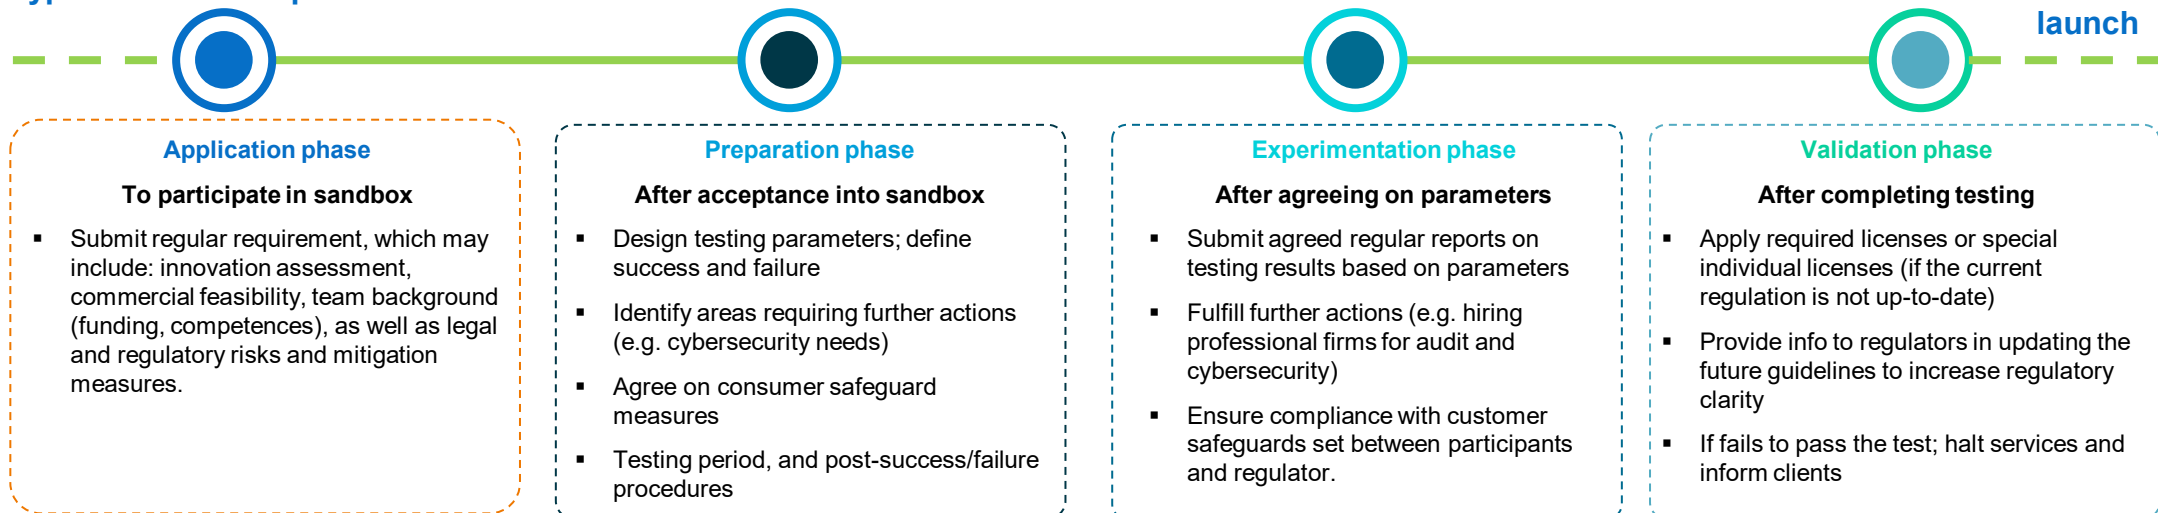 launch
Application phase
To participate in sandbox
▪ Submit regular requirement, which may
include: innovation assessment,
commercial feasibility, team background
(funding, competences), as well as legal
and regulatory risks and mitigation
measures.
Preparation phase
After acceptance into sandbox
▪ Design testing parameters; define
success and failure
▪ Identify areas requiring further actions
(e.g. cybersecurity needs)
▪ Agree on consumer safeguard
measures
▪ Testing period, and post-success/failure
procedures
Experimentation phase
After agreeing on parameters
▪ Submit agreed regular reports on
testing results based on parameters
▪ Fulfill further actions (e.g. hiring
professional firms for audit and
cybersecurity)
▪ Ensure compliance with customer
safeguards set between participants
and regulator.
Validation phase
After completing testing
▪ Apply required licenses or special
individual licenses (if the current
regulation is not up-to-date)
▪ Provide info to regulators in updating the
future guidelines to increase regulatory
clarity
▪ If fails to pass the test; halt services and
inform clients